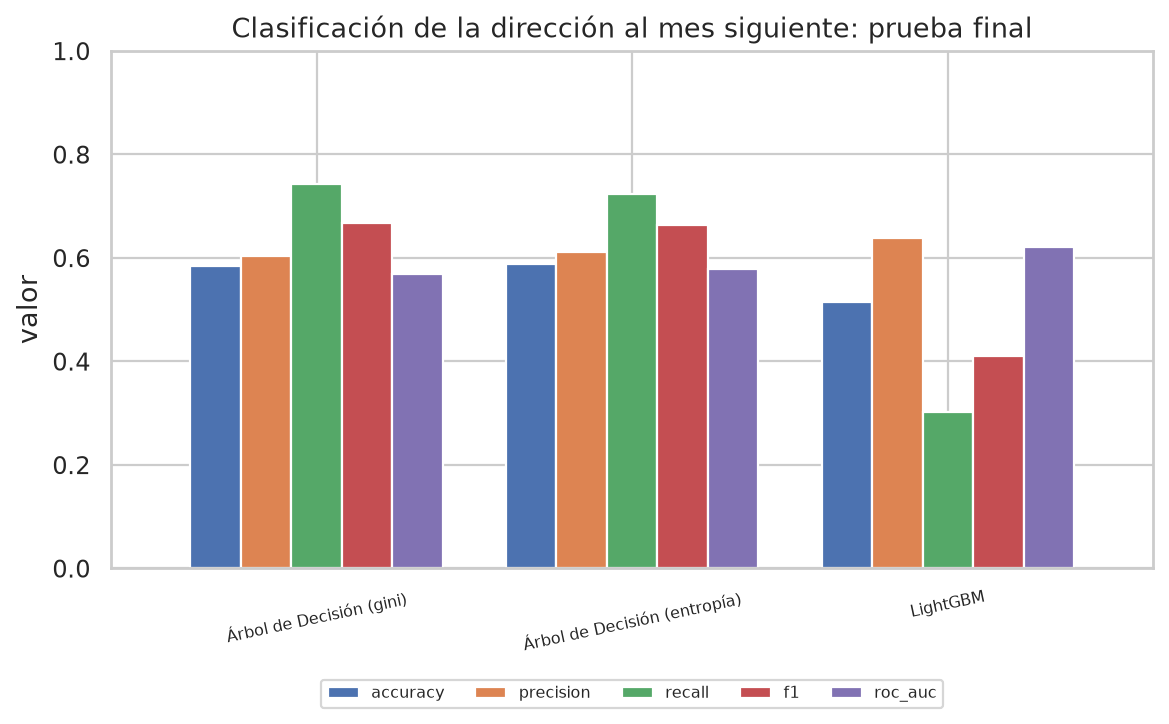 Clasificación de la dirección al mes siguiente: prueba final
valor
1.0
0.8
0.6
0.4
0.2
0.0
Árbol de Decisión (gini)
Árbol de Decisión (entropía)
LightGBM
accuracy precision recall f1 roc_auc